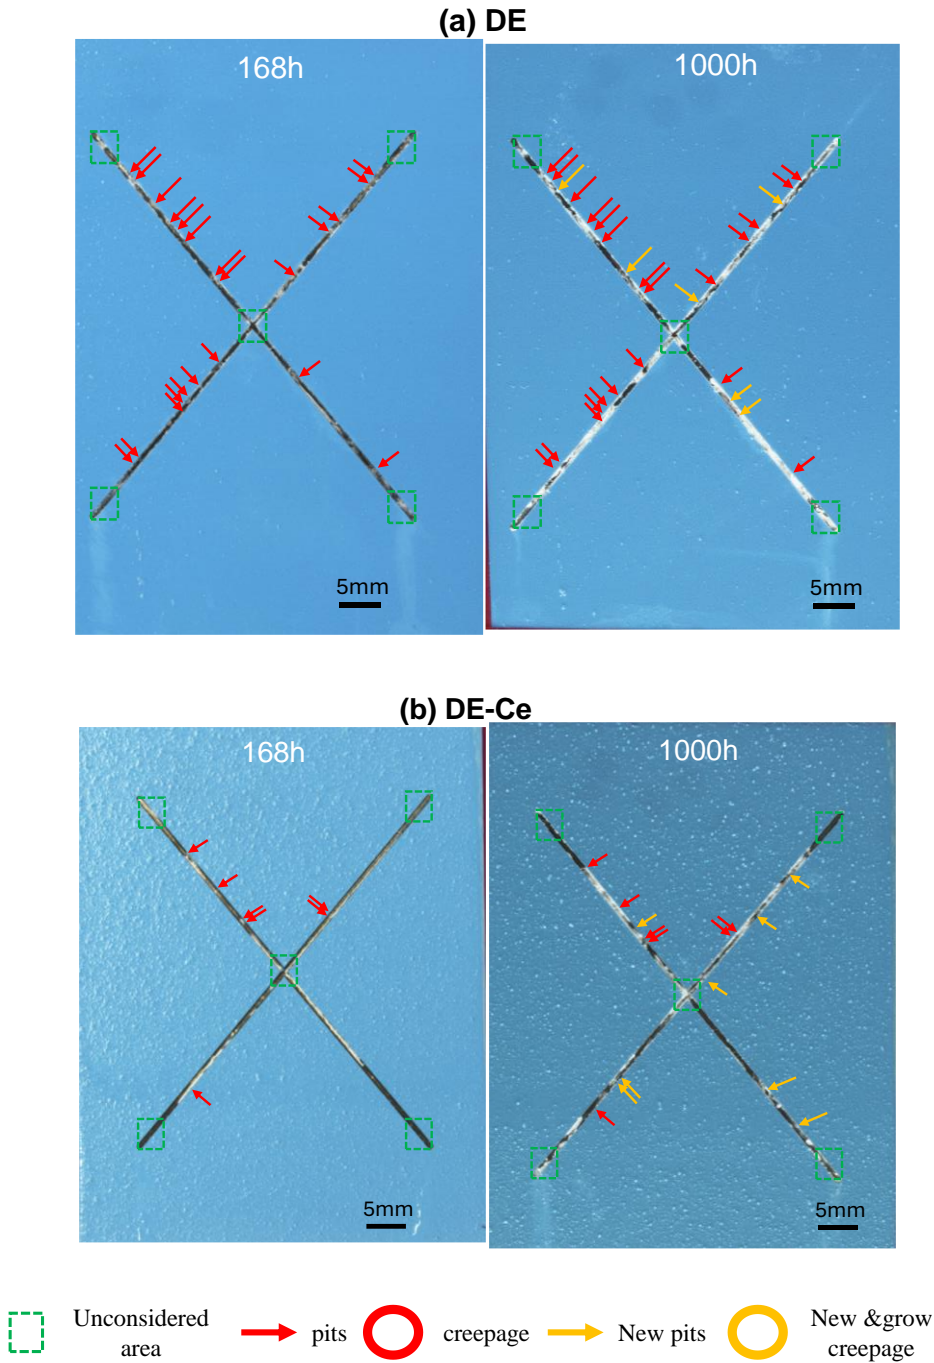 (a) DE
168h
1000h
5mm
5mm
(b) DE-Ce
168h
1000h
5mm
5mm
Unconsidered
area
pits
creepage
New pits
New &grow
creepage